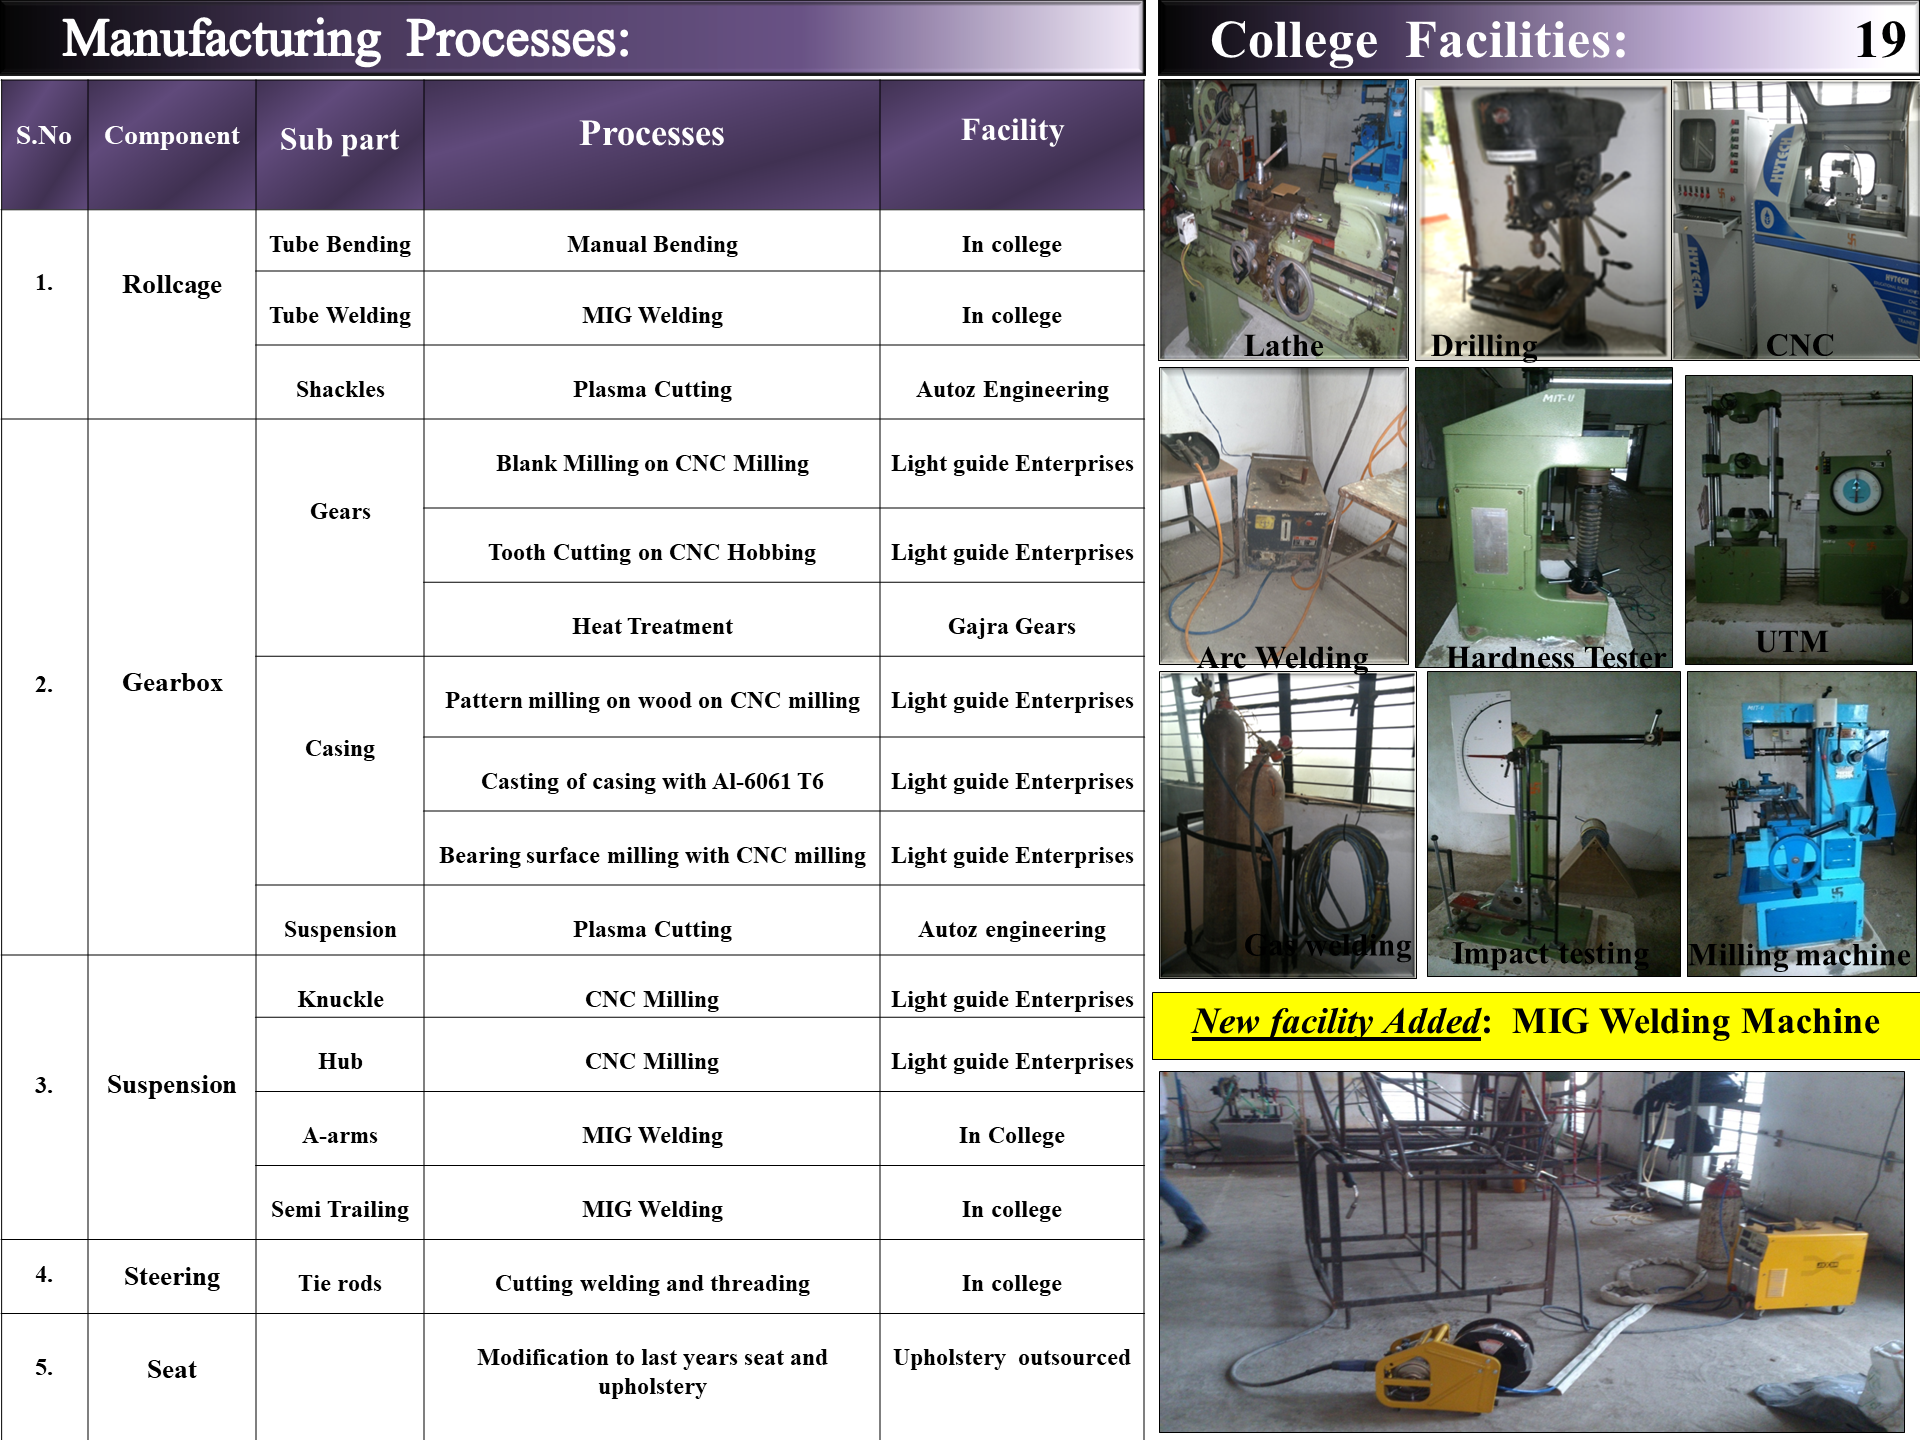 Manufacturing Processes:
College Facilities:
19
S.No Component Sub part Processes Facility
1. Rollcage Tube Bending Manual Bending In college
Tube Welding MIG Welding In college
Shackles Plasma Cutting Autoz Engineering
2. Gearbox Gears Blank Milling on CNC Milling Light guide Enterprises
Tooth Cutting on CNC Hobbing Light guide Enterprises
Heat Treatment Gajra Gears
Casing Pattern milling on wood on CNC milling Light guide Enterprises
Casting of casing with Al-6061 T6 Light guide Enterprises
Bearing surface milling with CNC milling Light guide Enterprises
Suspension Plasma Cutting Autoz engineering
3. Suspension Knuckle CNC Milling Light guide Enterprises
Hub CNC Milling Light guide Enterprises
A-arms MIG Welding In College
Semi Trailing MIG Welding In college
4. Steering Tie rods Cutting welding and threading In college
5. Seat Modification to last years seat and
upholstery
Upholstery outsourced
HYTECH
HYTECH
HYTECH
Lathe
Drilling
CNC
MIT-U
Arc Welding
Hardness Tester
UTM
MIT-U
Gas welding
Impact testing
Milling machine
New facility Added: MIG Welding Machine